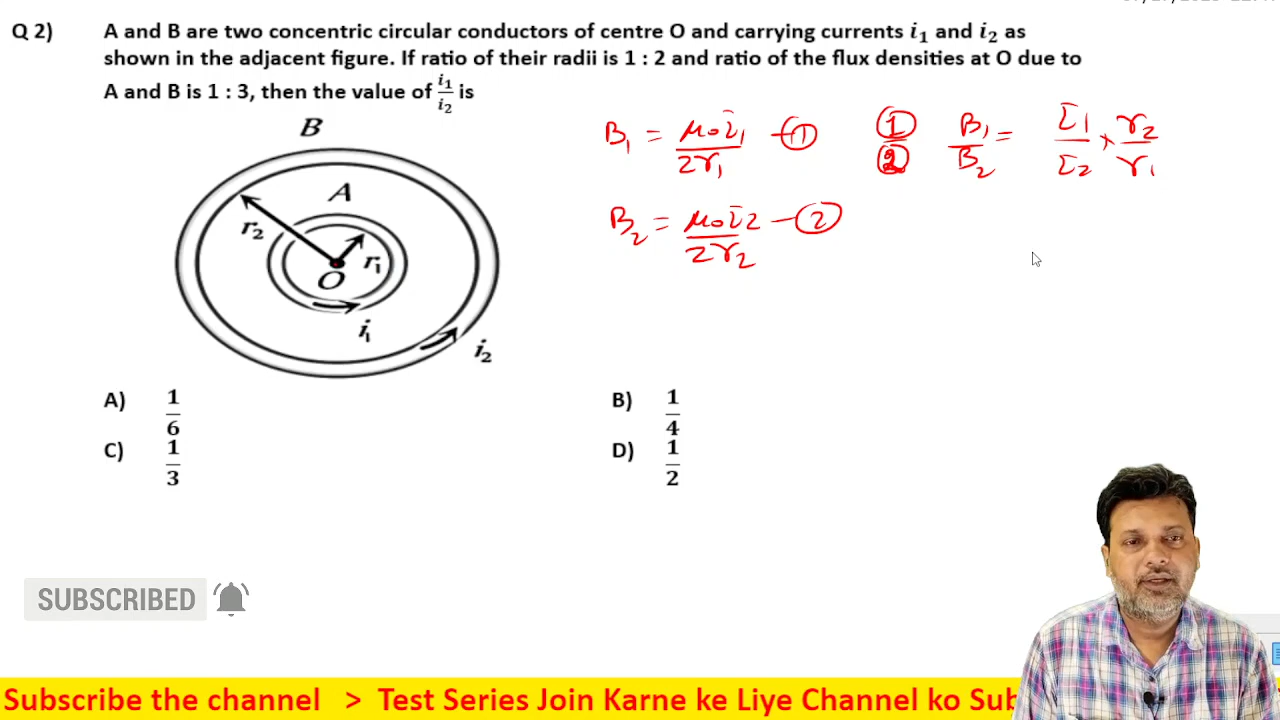 Q 2) A and B are two concentric circular conductors of centre O and carrying currents i₁ and i₂ as
shown in the adjacent figure. If ratio of their radii is 1 : 2 and ratio of the flux densities at O due to
A and B is 1 : 3, then the value of i₁/i₂ is
B
A
r₂
r₁
O
i₁
i₂
B₁ = μ₀i₁/2r₁ — ①
B₂ = μ₀i₂/2r₂ — ②
①/② B₁/B₂ = I₁/I₂ × r₂/r₁
A) 1/6
B) 1/4
C) 1/3
D) 1/2
SUBSCRIBED
Subscribe the channel > Test Series Join Karne ke Liye Channel ko Sub